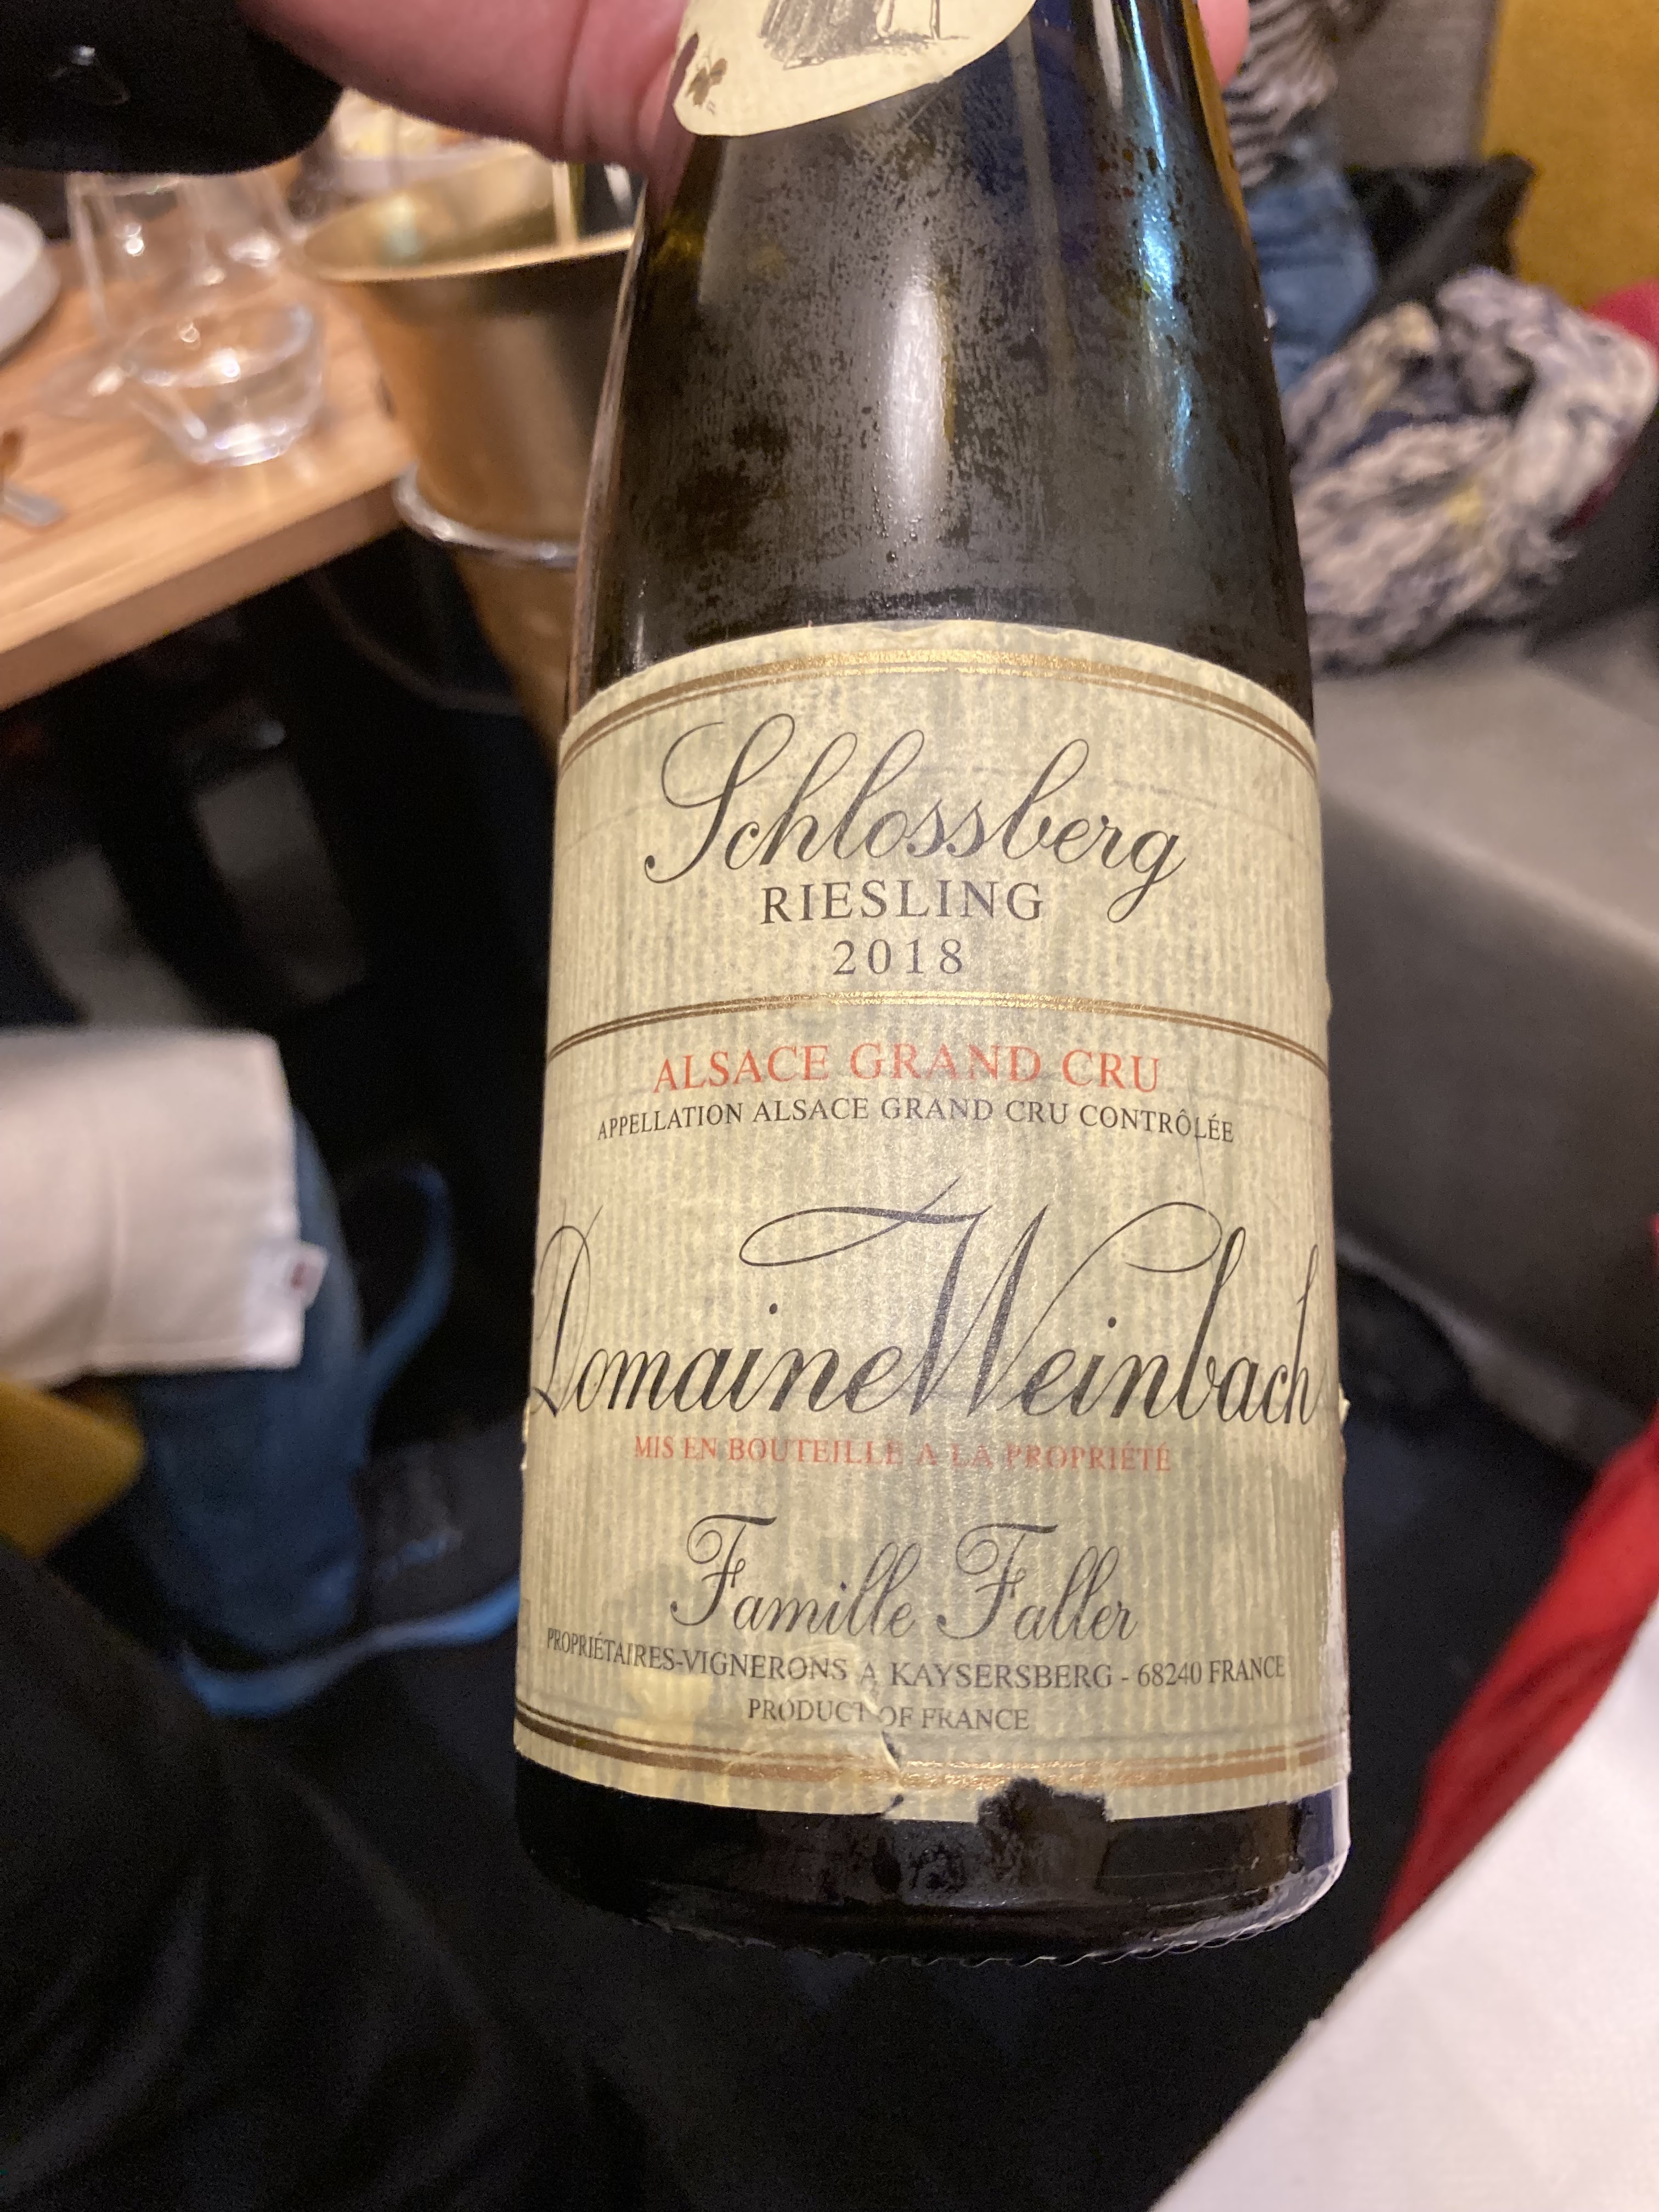 Schlossberg
RIESLING
2018
ALSACE GRAND CRU
APPELLATION ALSACE GRAND CRU CONTRÔLÉE
Domaine Weinbach
MIS EN BOUTEILLE A LA PROPRIÉTÉ
Famille Faller
PROPRIÉTAIRES-VIGNERONS A KAYSERSBERG - 68240 FRANCE
PRODUCT OF FRANCE